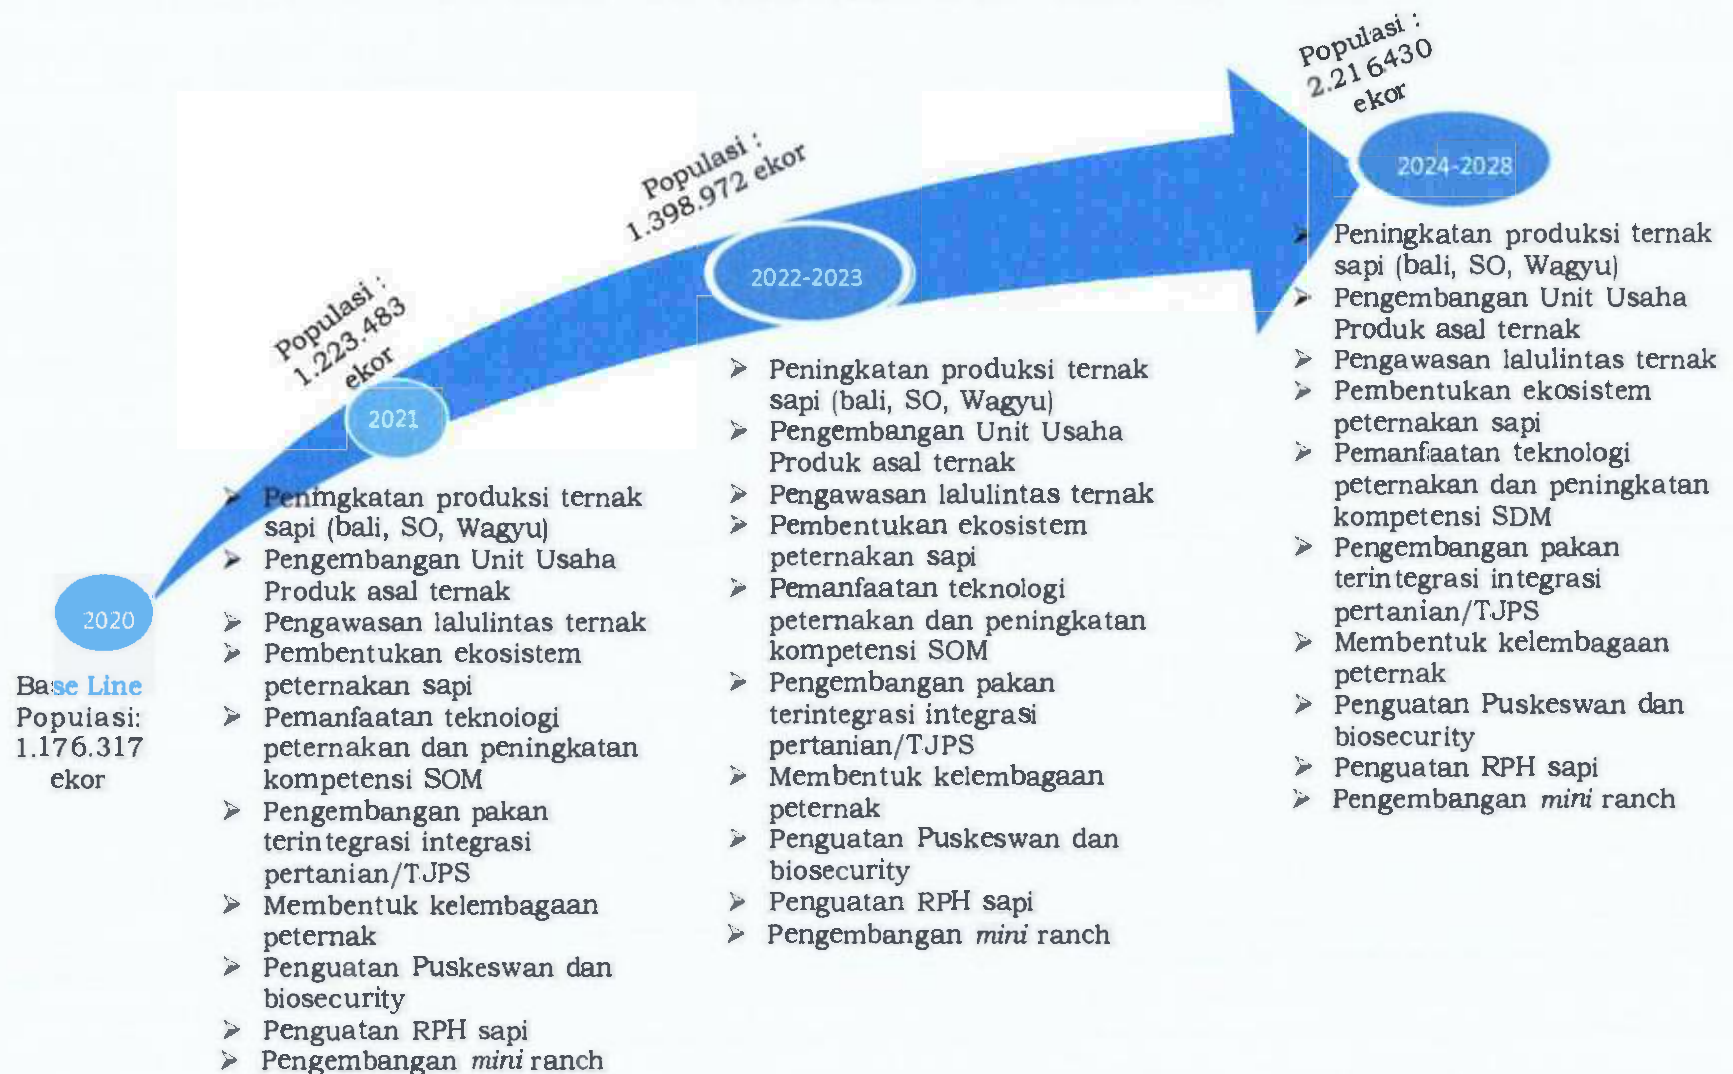 2020
Base Line
Popuiasi:
1.176.317
ekor
Populasi :
1.223.483
ekor
2021
➢ Peningkatan produksi ternak
sapi (bali, SO, Wagyu)
➢ Pengembangan Unit Usaha
Produk asal ternak
➢ Pengawasan lalulintas ternak
➢ Pembentukan ekosistem
peternakan sapi
➢ Pemanfaatan teknoiogi
peternakan dan peningkatan
kompetensi SOM
➢ Pengembangan pakan
terintegrasi integrasi
pertanian/TJPS
➢ Membentuk kelembagaan
peternak
➢ Penguatan Puskeswan dan
biosecurity
➢ Penguatan RPH sapi
➢ Pengembangan mini ranch
Populasi :
1.398.972 ekor
2022-2023
➢ Peningkatan produksi ternak
sapi (bali, SO, Wagyu)
➢ Pengembangan Unit Usaha
Produk asal ternak
➢ Pengawasan lalulintas ternak
➢ Pembentukan ekosistem
peternakan sapi
➢ Pemanfaatan teknologi
peternakan dan peningkatan
kompetensi SOM
➢ Pengembangan pakan
terintegrasi integrasi
pertanian/TJPS
➢ Membentuk kelembagaan
peternak
➢ Penguatan Puskeswan dan
biosecurity
➢ Penguatan RPH sapi
➢ Pengembangan mini ranch
Populasi :
2.216430
ekor
2024-2028
➢ Peningkatan produksi ternak
sapi (bali, SO, Wagyu)
➢ Pengembangan Unit Usaha
Produk asal ternak
➢ Pengawasan lalulintas ternak
➢ Pembentukan ekosistem
peternakan sapi
➢ Pemanfaatan teknologi
peternakan dan peningkatan
kompetensi SDM
➢ Pengembangan pakan
terintegrasi integrasi
pertanian/TJPS
➢ Membentuk kelembagaan
peternak
➢ Penguatan Puskeswan dan
biosecurity
➢ Penguatan RPH sapi
➢ Pengembangan mini ranch